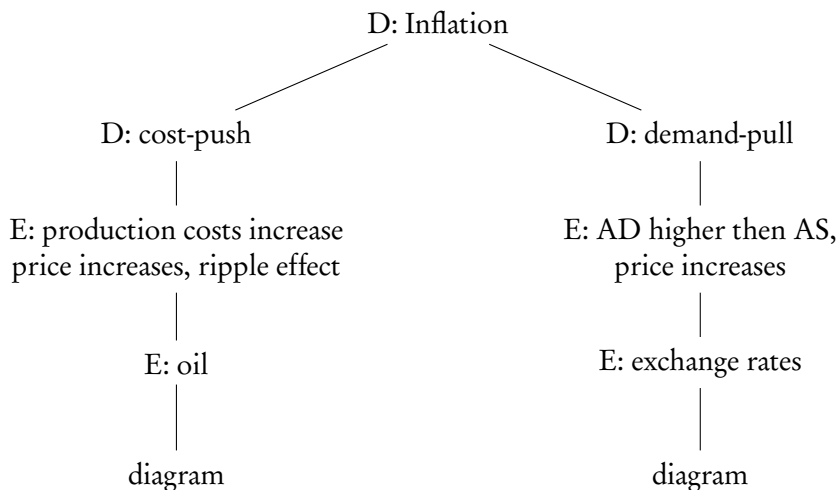 D: Inflation
D: cost-push
D: demand-pull
E: production costs increase
price increases, ripple effect
E: AD higher then AS,
price increases
E: oil
E: exchange rates
diagram
diagram